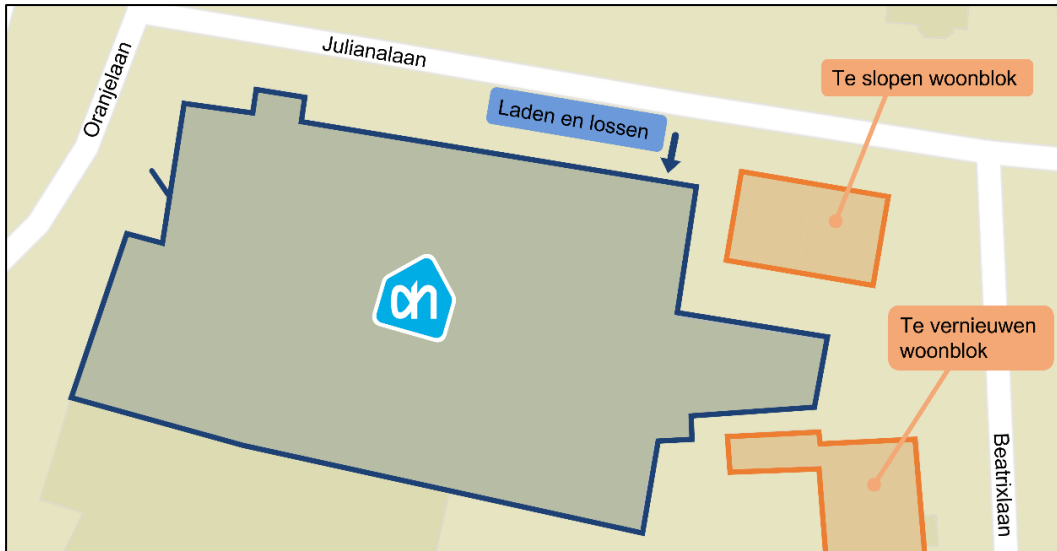 Julianalaan
Oranjelaan
Te slopen woonblok
Laden en lossen
ah
Te vernieuwen
woonblok
Beatrixlaan